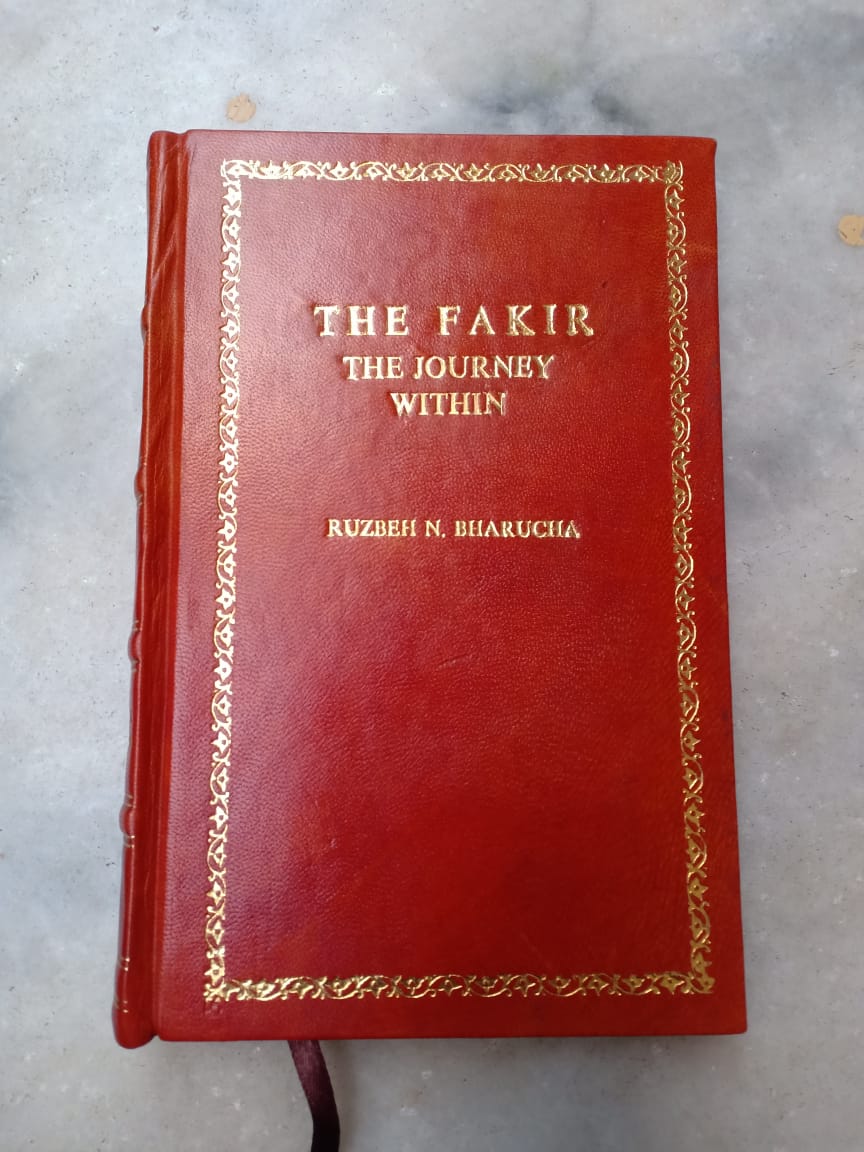 THE FAKIR
THE JOURNEY
WITHIN
RUZBEH N. BHARUCHA